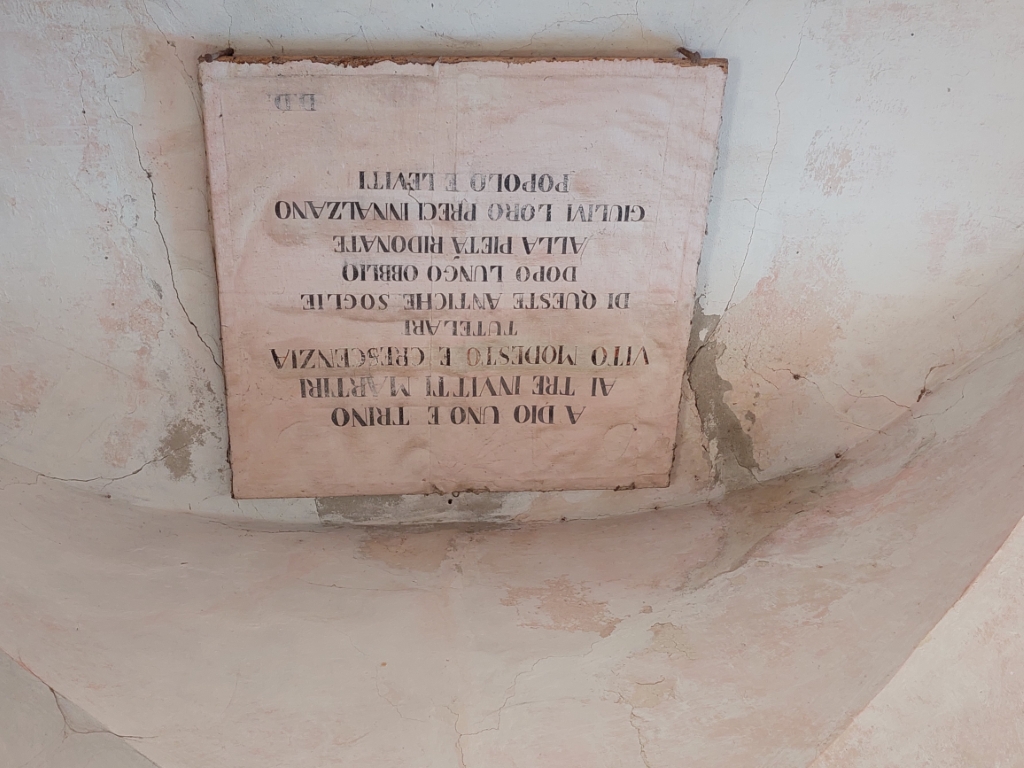 A DIO UNO E TRINO
AI TRE INVITTI MARTIRI
VITO MODESTO E CRESCENZIA
TUTELARI
DI QUESTE ANTICHE SOGLIE
DOPO LUNGO OBBLIO
ALLA PIETÀ RIDONATE
GIULIVI LORO PRECI INNALZANO
POPOLO E LEVITI
D.D.